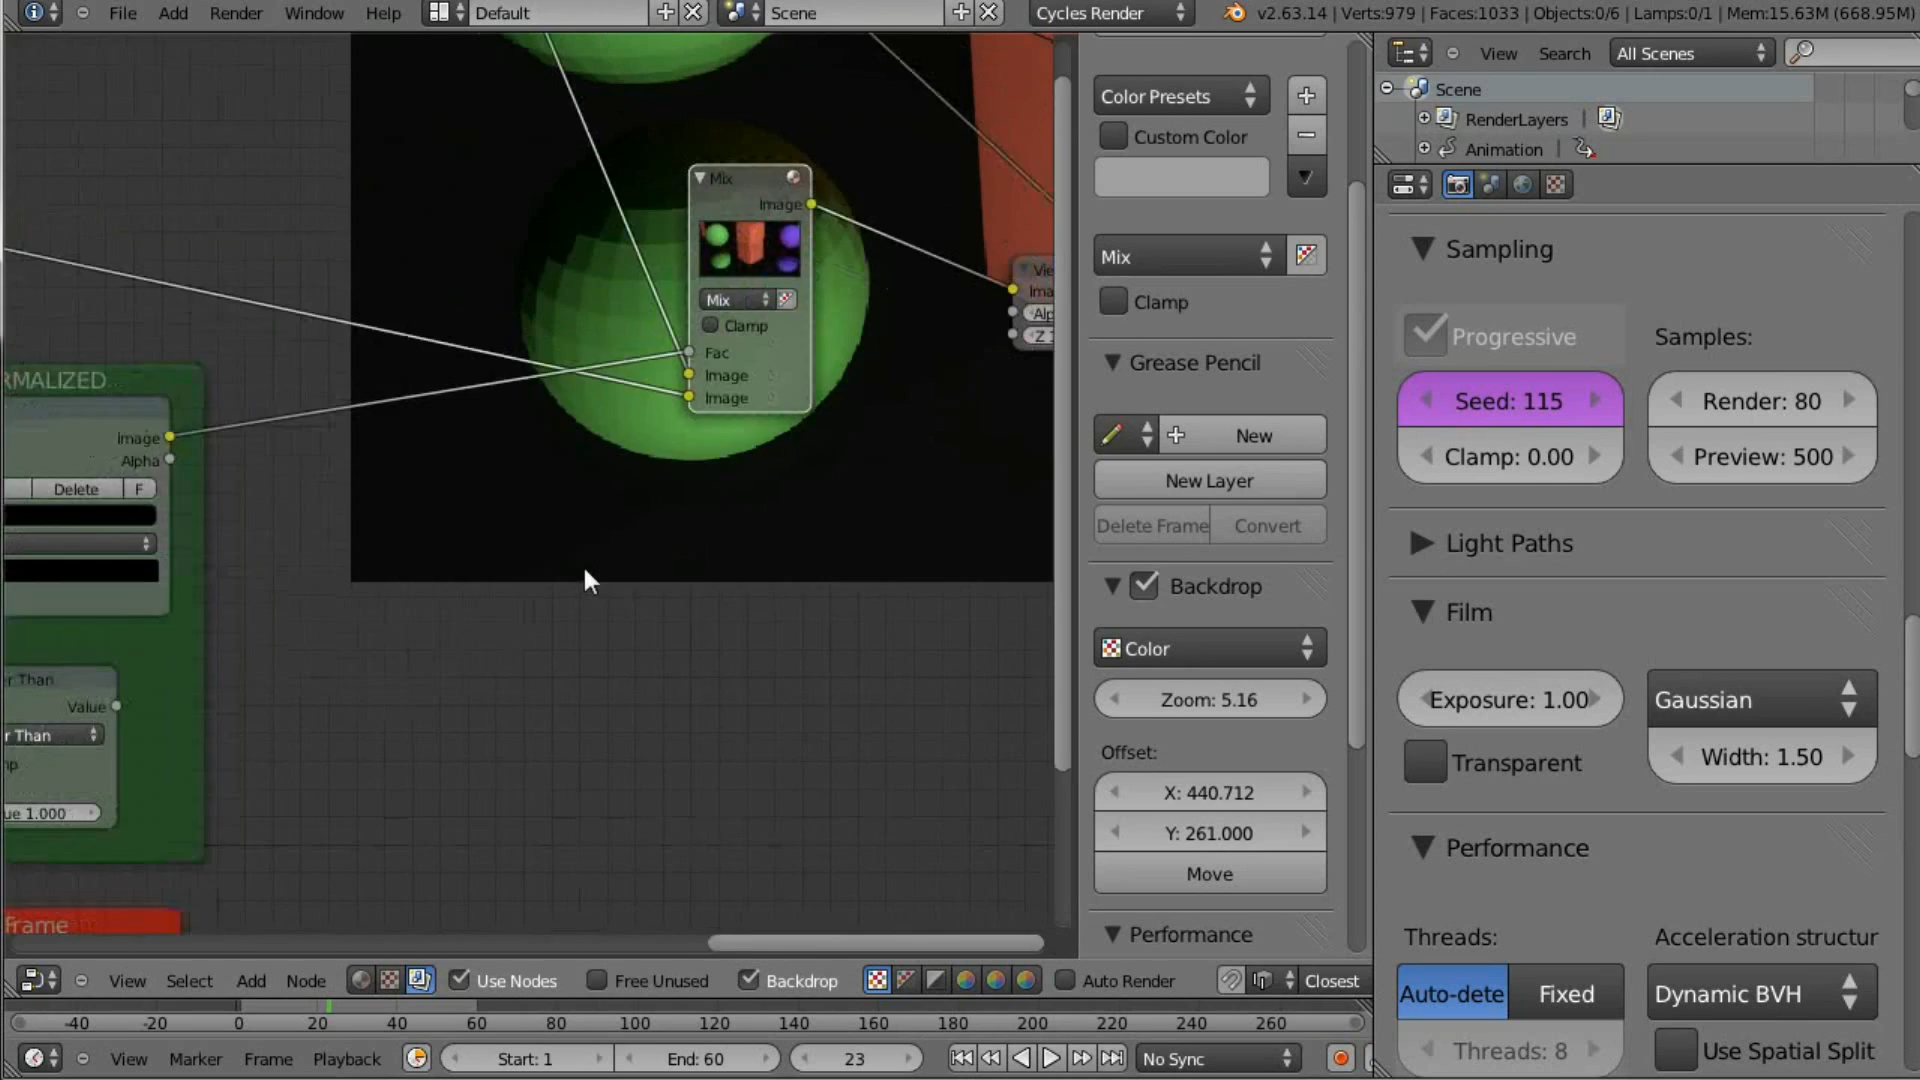 File Add Render Window Help Default Scene Cycles Render v2.63.14 | Verts:979 | Faces:1033 | Objects:0/6 | Lamps:0/1 | Mem:15.63M (668.95M)
View Search All Scenes
Scene
RenderLayers
Animation
Mix
Image
Mix
Clamp
Fac
Image
Image
RMALIZED
Image
Alpha
Delete F
r Than
Value
r Than
ue 1.000
Frame
Ima
Alp
Z
Color Presets
Custom Color
Mix
Clamp
Grease Pencil
New
New Layer
Delete Frame Convert
Backdrop
Color
Zoom: 5.16
Offset:
X: 440.712
Y: 261.000
Move
Performance
Sampling
Progressive Samples:
Seed: 115 Render: 80
Clamp: 0.00 Preview: 500
Light Paths
Film
Exposure: 1.00 Gaussian
Transparent Width: 1.50
Performance
Threads: Acceleration structur
Auto-dete Fixed Dynamic BVH
Threads: 8 Use Spatial Split
View Select Add Node Use Nodes Free Unused Backdrop Auto Render Closest
-40 -20 0 20 40 60 80 100 120 140 160 180 200 220 240 260
View Marker Frame Playback Start: 1 End: 60 23 No Sync